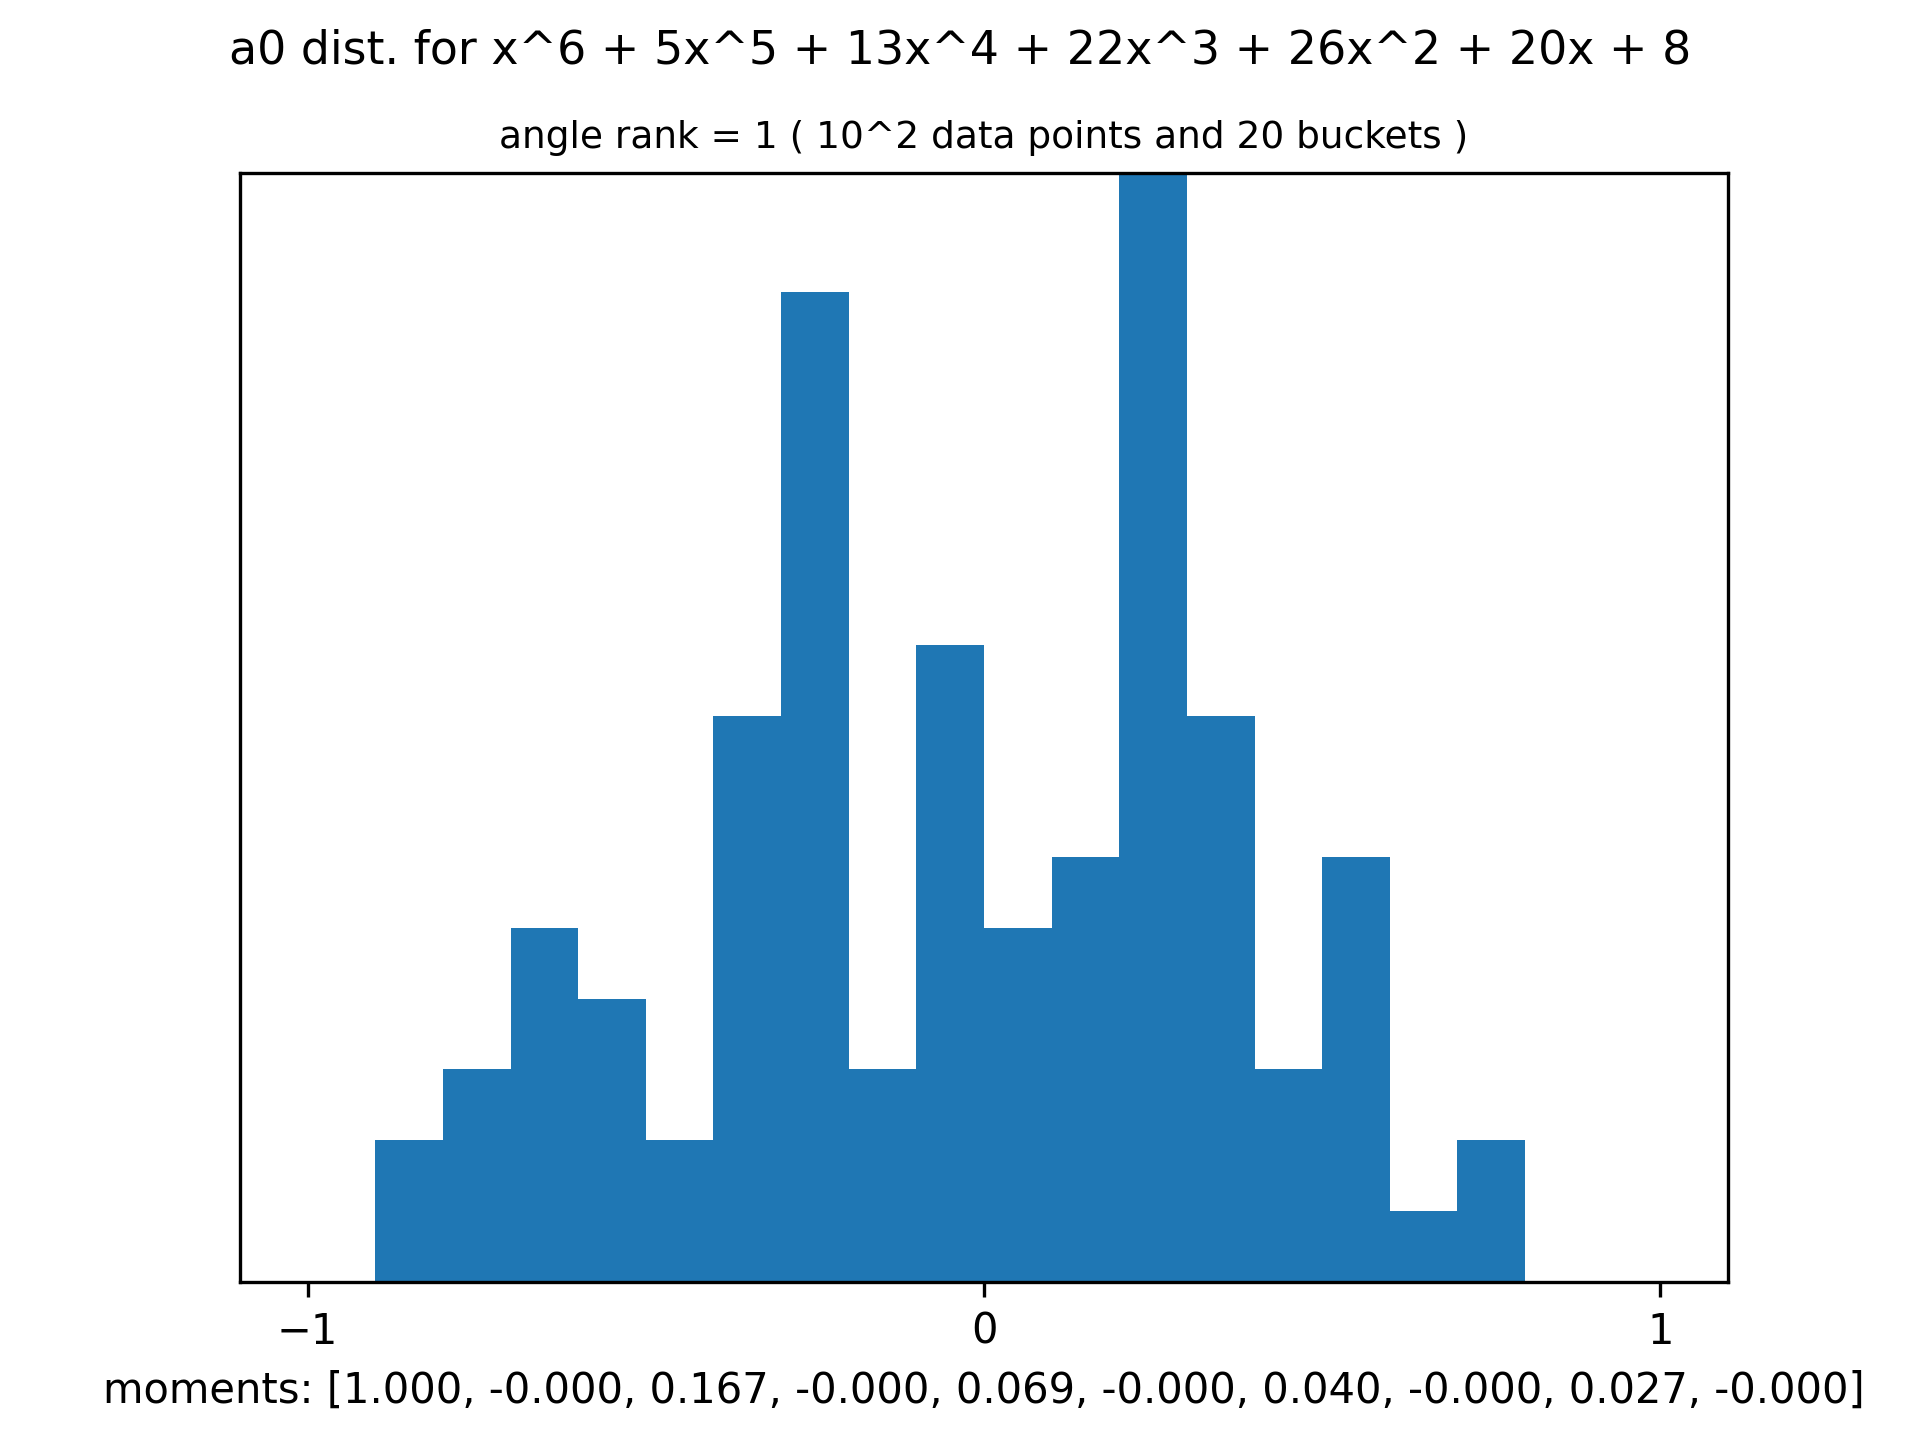 a0 dist. for x^6 + 5x^5 + 13x^4 + 22x^3 + 26x^2 + 20x + 8
angle rank = 1 ( 10^2 data points and 20 buckets )
−1 0 1
moments: [1.000, -0.000, 0.167, -0.000, 0.069, -0.000, 0.040, -0.000, 0.027, -0.000]